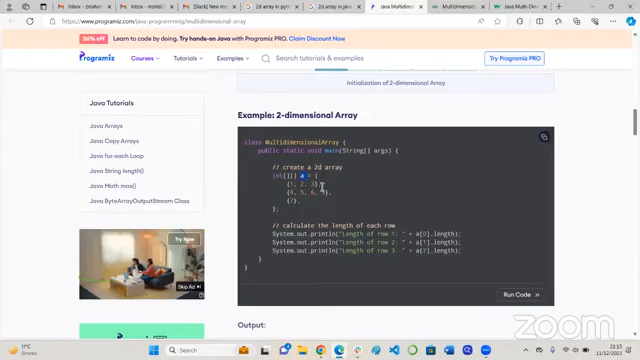 Inbox - zmahar
Inbox - mznbl
[Slack] New me
2d array in pyth
2d array in java
Java Multidimens
Multidimensional
Java Multi Dimen
https://www.programiz.com/java-programming/multidimensional-array
36% off
Learn to code by doing. Try hands-on Java with Programiz PRO! Claim Discount Now
Programiz
Courses
Tutorials
Examples
Search tutorials & examples
Try Programiz PRO
Initialization of 2-dimensional Array
Java Tutorials
Java Arrays
Java Copy Arrays
Java for-each Loop
Java String length()
Java Math max()
Java ByteArrayOutputStream Class
Try Now
Skip Ad
Example: 2-dimensional Array
class MultidimensionalArray {
public static void main(String[] args) {
// create a 2d array
int[][] a = {
{1, 2, 3},
{4, 5, 6, 9},
{7},
};
// calculate the length of each row
System.out.println("Length of row 1: " + a[0].length);
System.out.println("Length of row 2: " + a[1].length);
System.out.println("Length of row 3: " + a[2].length);
}
}
Run Code
Output:
zoom
11°C
Smoke
Search
21:15
11/12/2023